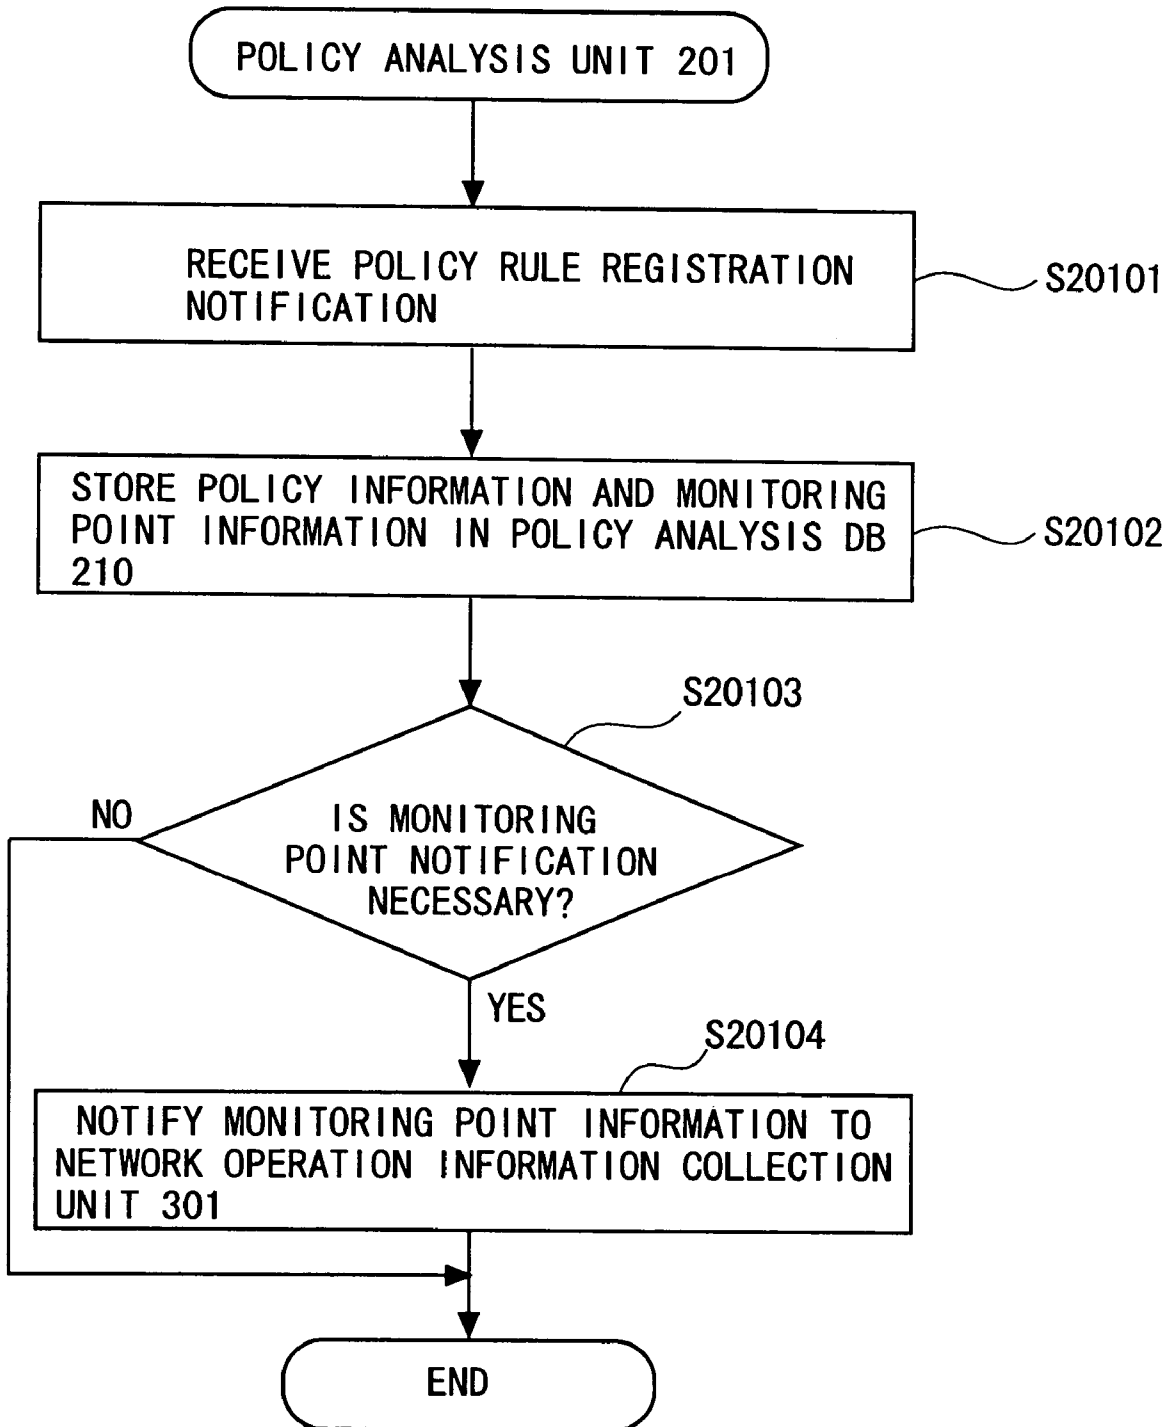 POLICY ANALYSIS UNIT 201
RECEIVE POLICY RULE REGISTRATION
NOTIFICATION
S20101
STORE POLICY INFORMATION AND MONITORING
POINT INFORMATION IN POLICY ANALYSIS DB
210
S20102
S20103
NO
IS MONITORING
POINT NOTIFICATION
NECESSARY?
YES
S20104
NOTIFY MONITORING POINT INFORMATION TO
NETWORK OPERATION INFORMATION COLLECTION
UNIT 301
END